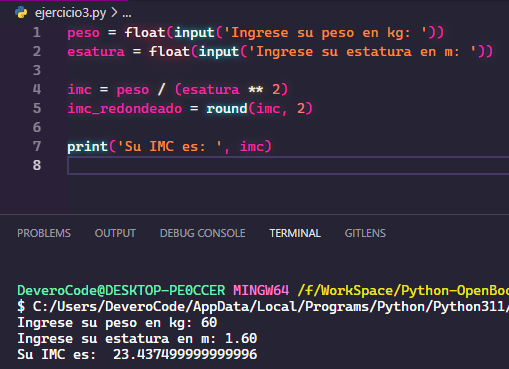 ejercicio3.py > ...
1 peso = float(input('Ingrese su peso en kg: '))
2 esatura = float(input('Ingrese su estatura en m: '))
3
4 imc = peso / (esatura ** 2)
5 imc_redondeado = round(imc, 2)
6
7 print('Su IMC es: ', imc)
8
PROBLEMS OUTPUT DEBUG CONSOLE TERMINAL GITLENS
DeveroCode@DESKTOP-PE0CCER MINGW64 /f/WorkSpace/Python-OpenBoo
$ C:/Users/DeveroCode/AppData/Local/Programs/Python/Python311/
Ingrese su peso en kg: 60
Ingrese su estatura en m: 1.60
Su IMC es:  23.437499999999996